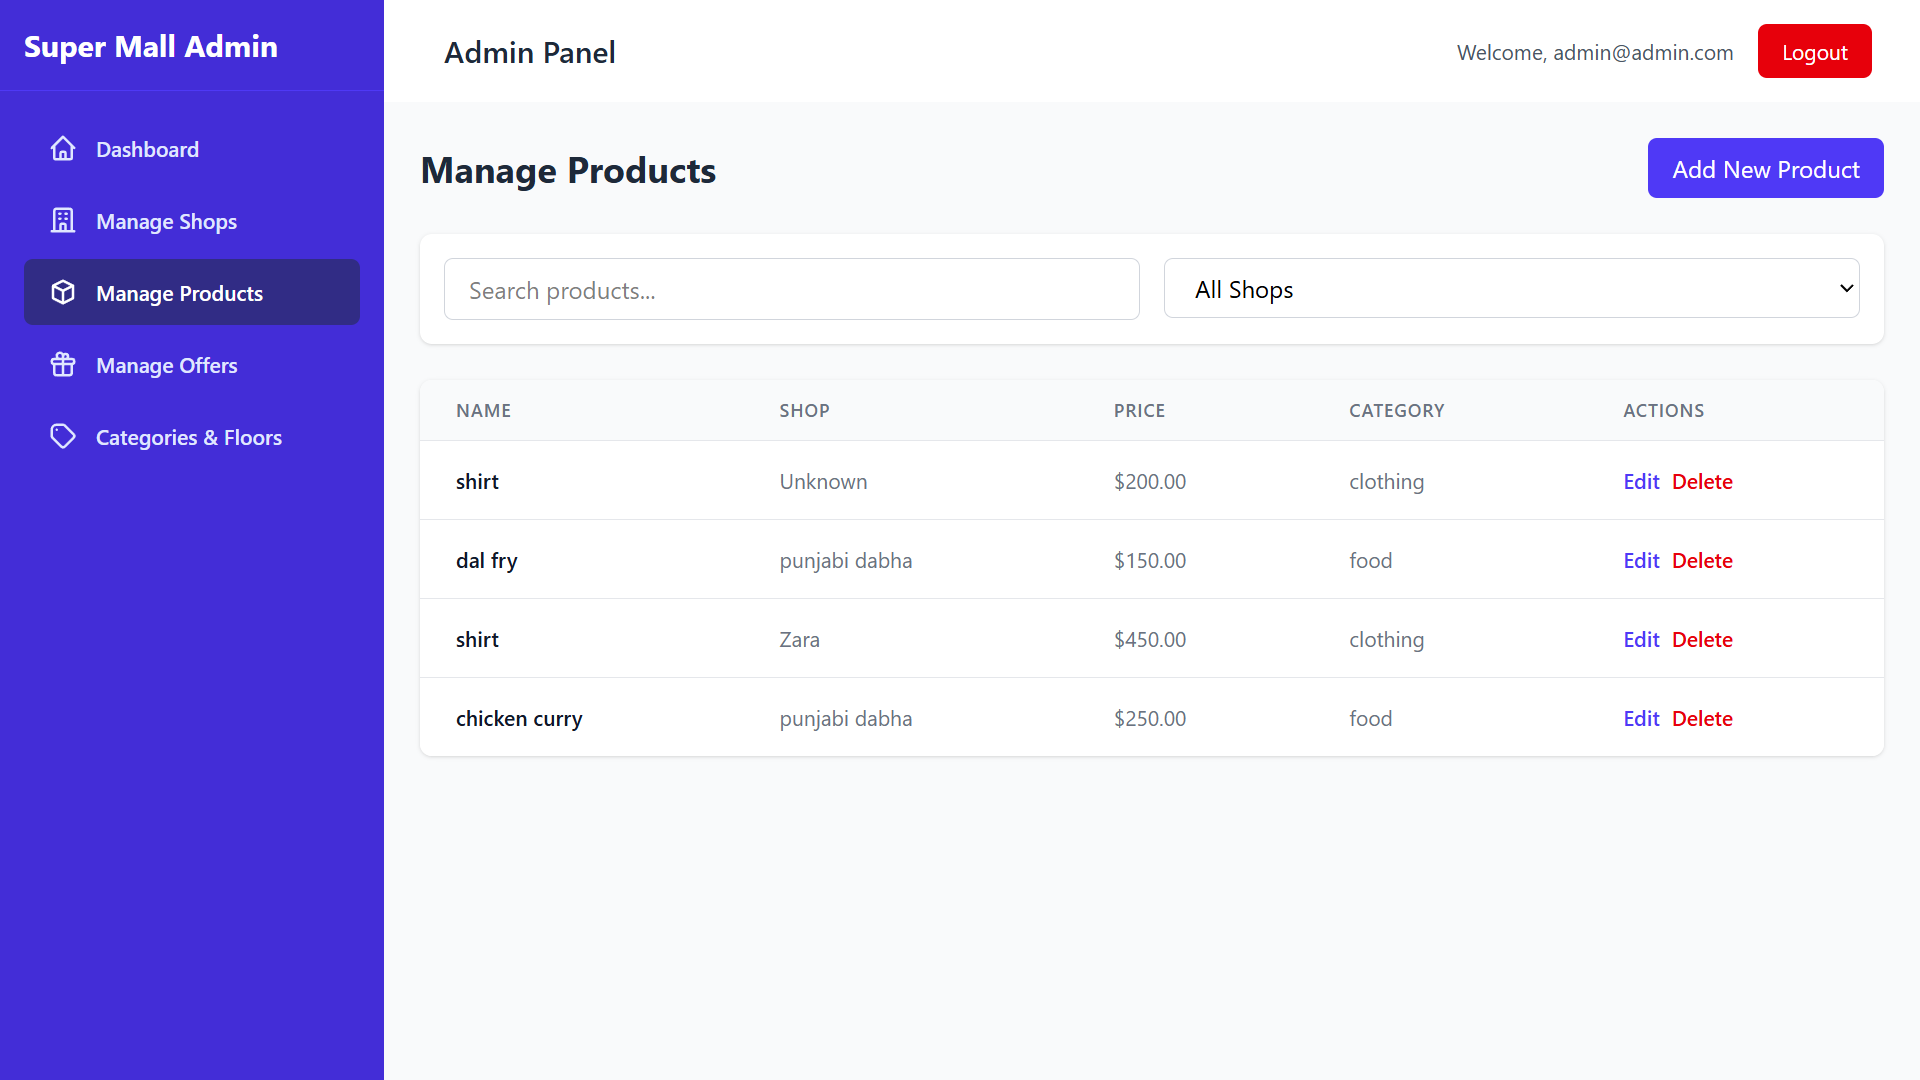 Super Mall Admin
Dashboard
Manage Shops
Manage Products
Manage Offers
Categories & Floors
Admin Panel
Welcome, admin@admin.com
Logout
Manage Products
Add New Product
Search products...
All Shops
NAME SHOP PRICE CATEGORY ACTIONS
shirt Unknown $200.00 clothing Edit Delete
dal fry punjabi dabha $150.00 food Edit Delete
shirt Zara $450.00 clothing Edit Delete
chicken curry punjabi dabha $250.00 food Edit Delete